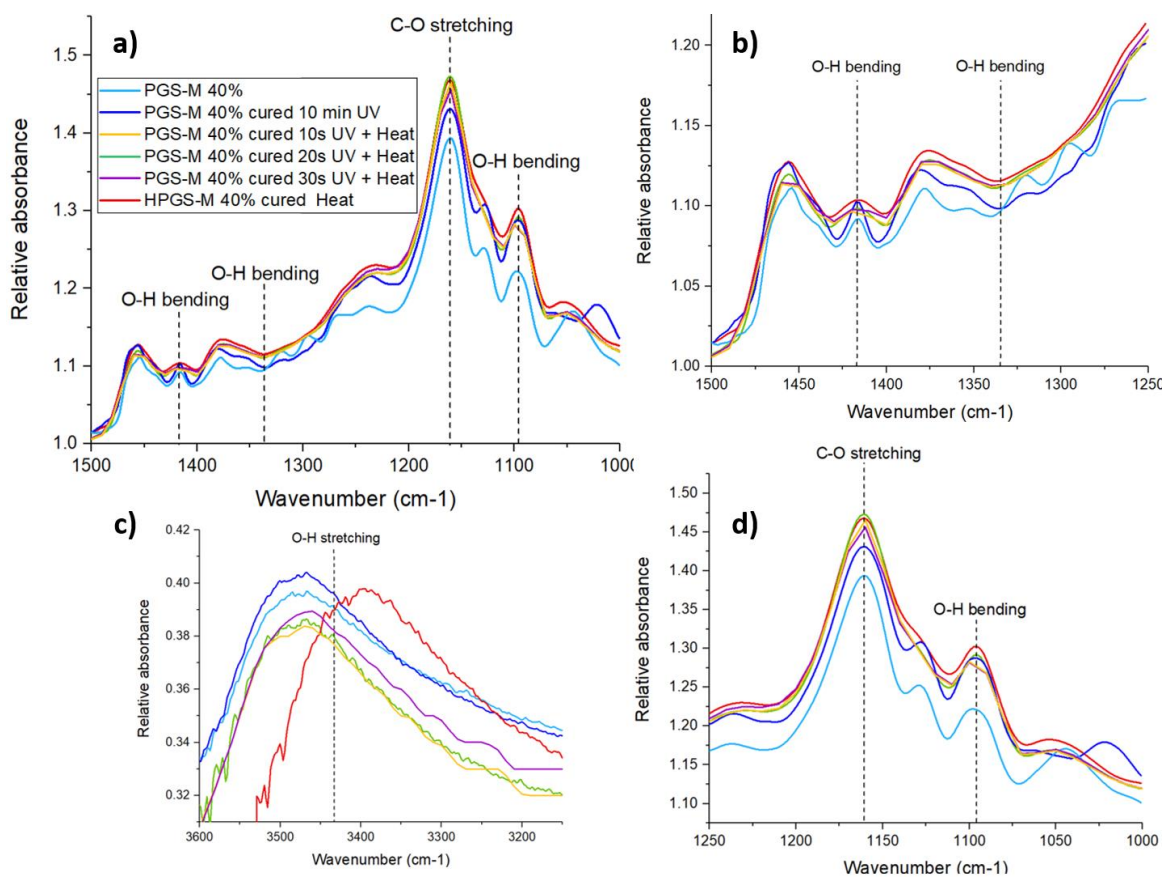 a)
C-O stretching
O-H bending
O-H bending
O-H bending
PGS-M 40%
PGS-M 40% cured 10 min UV
PGS-M 40% cured 10s UV + Heat
PGS-M 40% cured 20s UV + Heat
PGS-M 40% cured 30s UV + Heat
HPGS-M 40% cured  Heat
Relative absorbance
1.5
1.4
1.3
1.2
1.1
1.0
1500 1400 1300 1200 1100 1000
Wavenumber (cm-1)
b)
O-H bending O-H bending
Relative absorbance
1.20
1.15
1.10
1.05
1.00
1500 1450 1400 1350 1300 1250
Wavenumber (cm-1)
c)
O-H stretching
Relative absorbance
0.42
0.40
0.38
0.36
0.34
0.32
3600 3500 3400 3300 3200
Wavenumber (cm-1)
d)
C-O stretching
O-H bending
Relative absorbance
1.50
1.45
1.40
1.35
1.30
1.25
1.20
1.15
1.10
1250 1200 1150 1100 1050 1000
Wavenumber (cm-1)